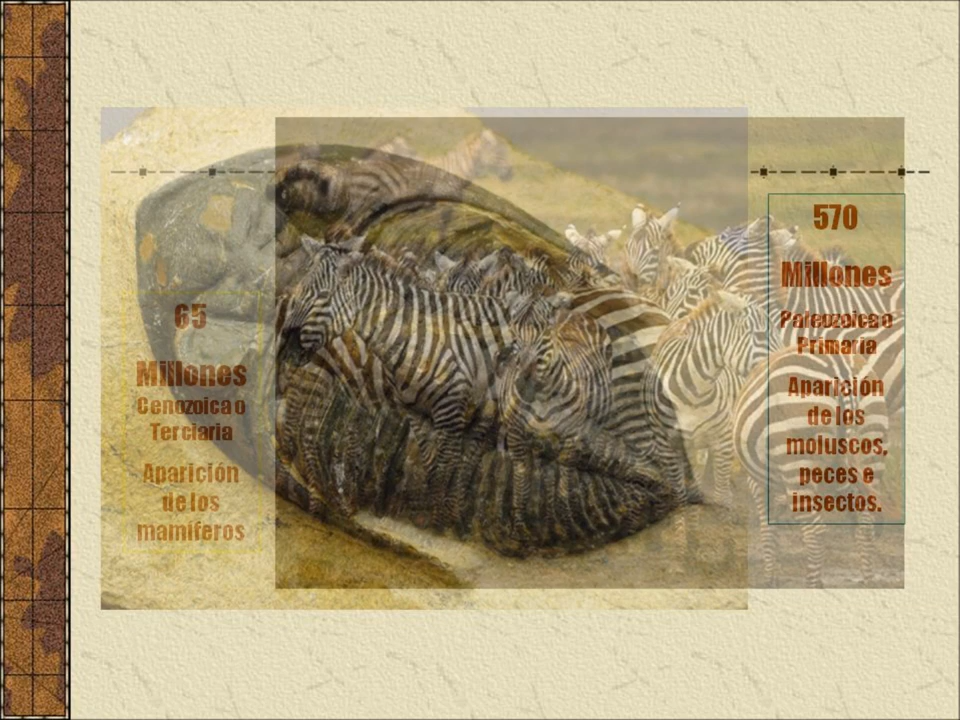 65
Millones
Cenozoica o
Terciaria
Aparición
de los
mamíferos
570
Millones
Paleozoica o
Primaria
Aparición
de los
moluscos,
peces e
insectos.